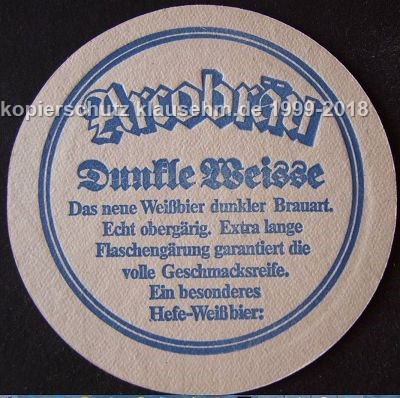 Arcobräu
kopierschutz klausehm.de 1999-2018
Dunkle Weisse
Das neue Weißbier dunkler Brauart.
Echt obergärig. Extra lange
Flaschengärung garantiert die
volle Geschmacksreife.
Ein besonderes
Hefe-Weißbier: